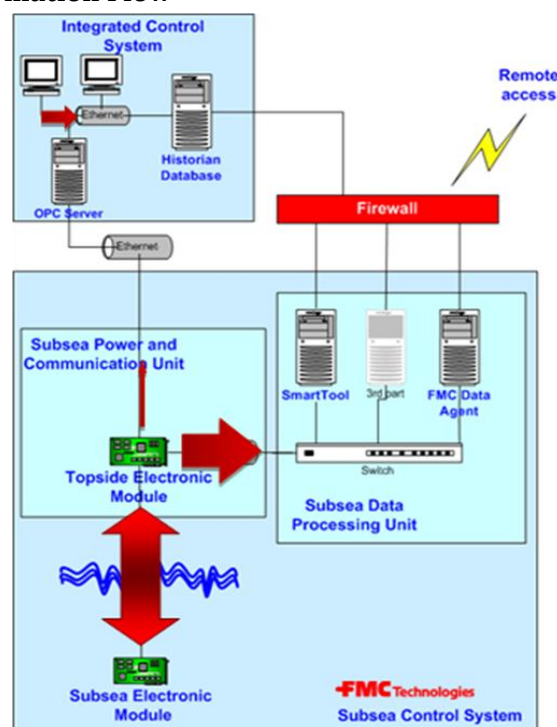 Integrated Control
System
Ethernet
Historian
Database
OPC Server
Remote
access
Firewall
Ethernet
Subsea Power and
Communication Unit
SmartTool
3rd part
FMC Data
Agent
Switch
Topside Electronic
Module
Subsea Data
Processing Unit
Subsea Electronic
Module
FMC Technologies
Subsea Control System